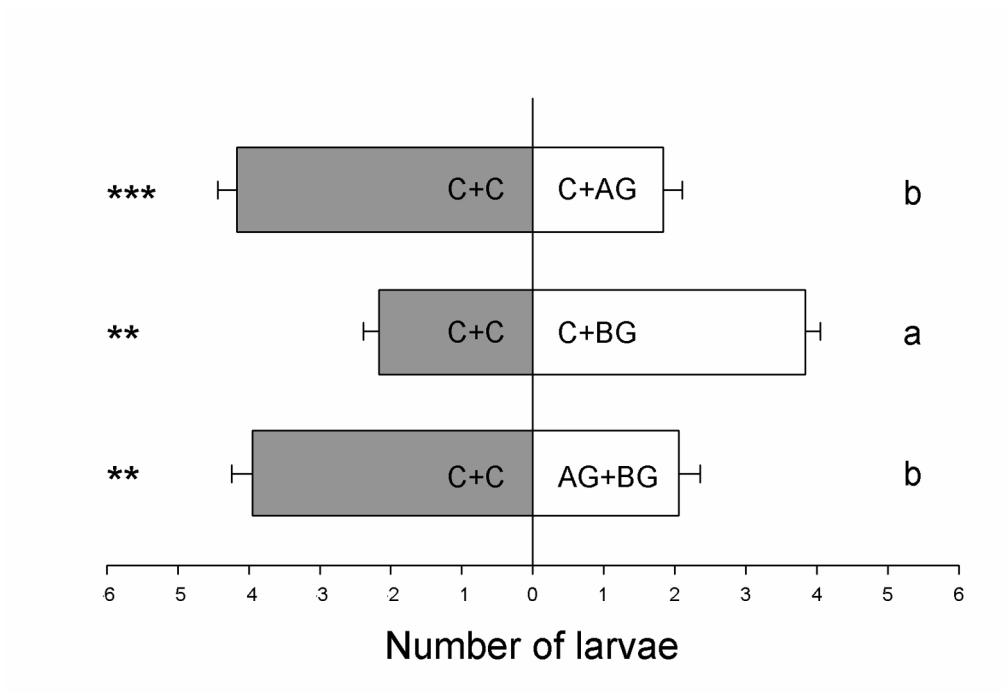 *** C+C C+AG b
** C+C C+BG a
** C+C AG+BG b
6 5 4 3 2 1 0 1 2 3 4 5 6
Number of larvae